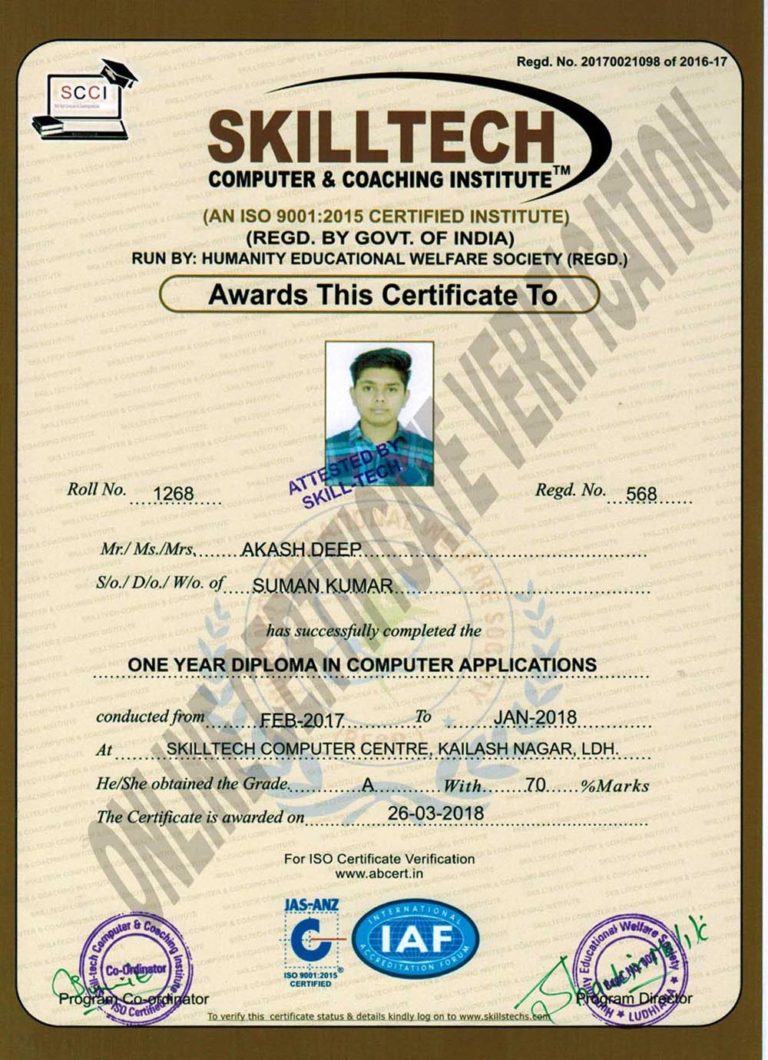 Regd. No. 20170021098 of 2016-17
SCCI
SKILLTECH
COMPUTER & COACHING INSTITUTE™
(AN ISO 9001:2015 CERTIFIED INSTITUTE)
(REGD. BY GOVT. OF INDIA)
RUN BY: HUMANITY EDUCATIONAL WELFARE SOCIETY (REGD.)
Awards This Certificate To
ATTESTED BY
SKILL-TECH
Roll No. 1268 Regd. No. 568
Mr./ Ms./Mrs, AKASH DEEP
S/o./ D/o./ W/o. of SUMAN KUMAR
has successfully completed the
ONE YEAR DIPLOMA IN COMPUTER APPLICATIONS
conducted from FEB-2017 To JAN-2018
At SKILLTECH COMPUTER CENTRE, KAILASH NAGAR, LDH.
He/She obtained the Grade. A With 70 %Marks
The Certificate is awarded on 26-03-2018
ONLINE CERTIFICATE VERIFICATION
For ISO Certificate Verification
www.abcert.in
JAS-ANZ
C
ISO 9001:2015
CERTIFIED
INTERNATIONAL
IAF
ACCREDITATION FORUM
Skill-tech Computer & Coaching Institute
Co-Ordinator
ISO Certified
Program Co-ordinator
Educational Welfare Society
LUDHIANA
Program Director
To verify this certificate status & details kindly log on to www.skillstechs.com